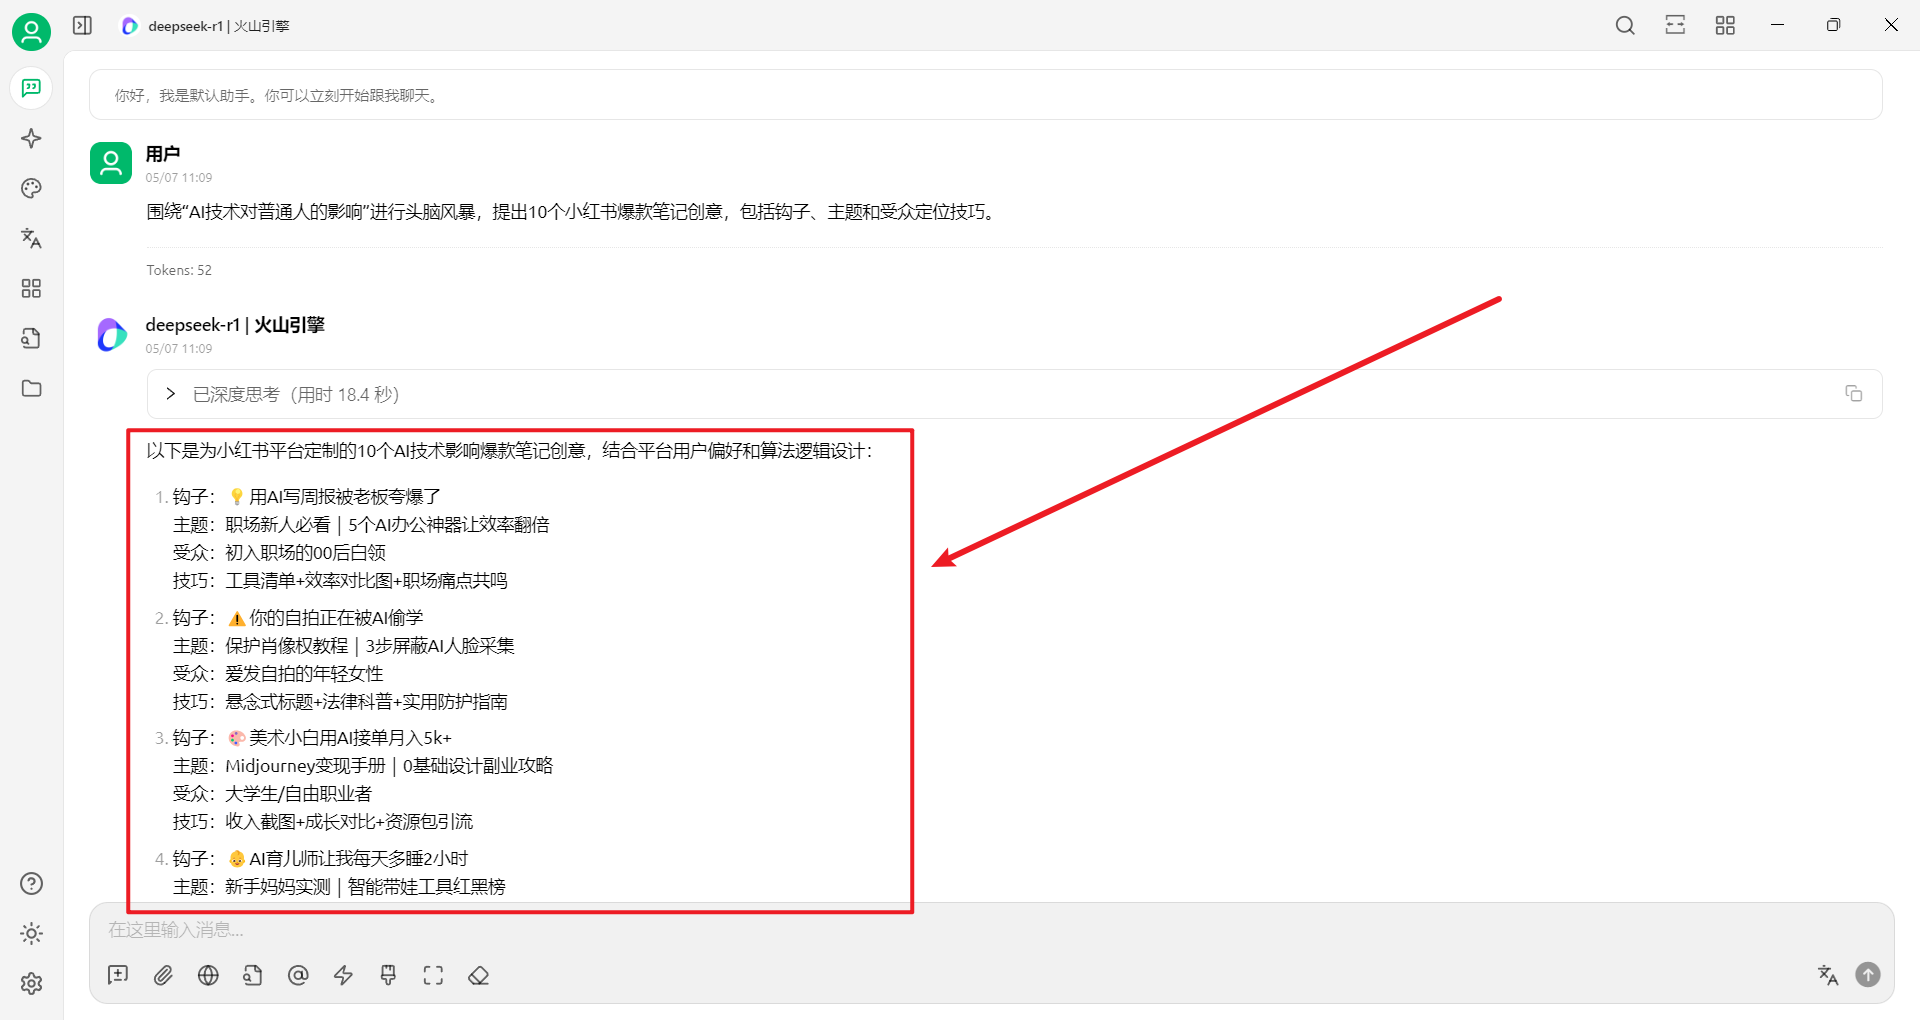 deepseek-r1 | 火山引擎
你好，我是默认助手。你可以立刻开始跟我聊天。
用户
05/07 11:09
围绕“AI技术对普通人的影响”进行头脑风暴，提出10个小红书爆款笔记创意，包括钩子、主题和受众定位技巧。
Tokens: 52
deepseek-r1 | 火山引擎
05/07 11:09
已深度思考（用时 18.4 秒）
以下是为小红书平台定制的10个AI技术影响爆款笔记创意，结合平台用户偏好和算法逻辑设计：
1. 钩子：💡用AI写周报被老板夸爆了
主题：职场新人必看｜5个AI办公神器让效率翻倍
受众：初入职场的00后白领
技巧：工具清单+效率对比图+职场痛点共鸣
2. 钩子：⚠️你的自拍正在被AI偷学
主题：保护肖像权教程｜3步屏蔽AI人脸采集
受众：爱发自拍的年轻女性
技巧：悬念式标题+法律科普+实用防护指南
3. 钩子：🎨美术小白用AI接单月入5k+
主题：Midjourney变现手册｜0基础设计副业攻略
受众：大学生/自由职业者
技巧：收入截图+成长对比+资源包引流
4. 钩子：👶AI育儿师让我每天多睡2小时
主题：新手妈妈实测｜智能带娃工具红黑榜
在这里输入消息...